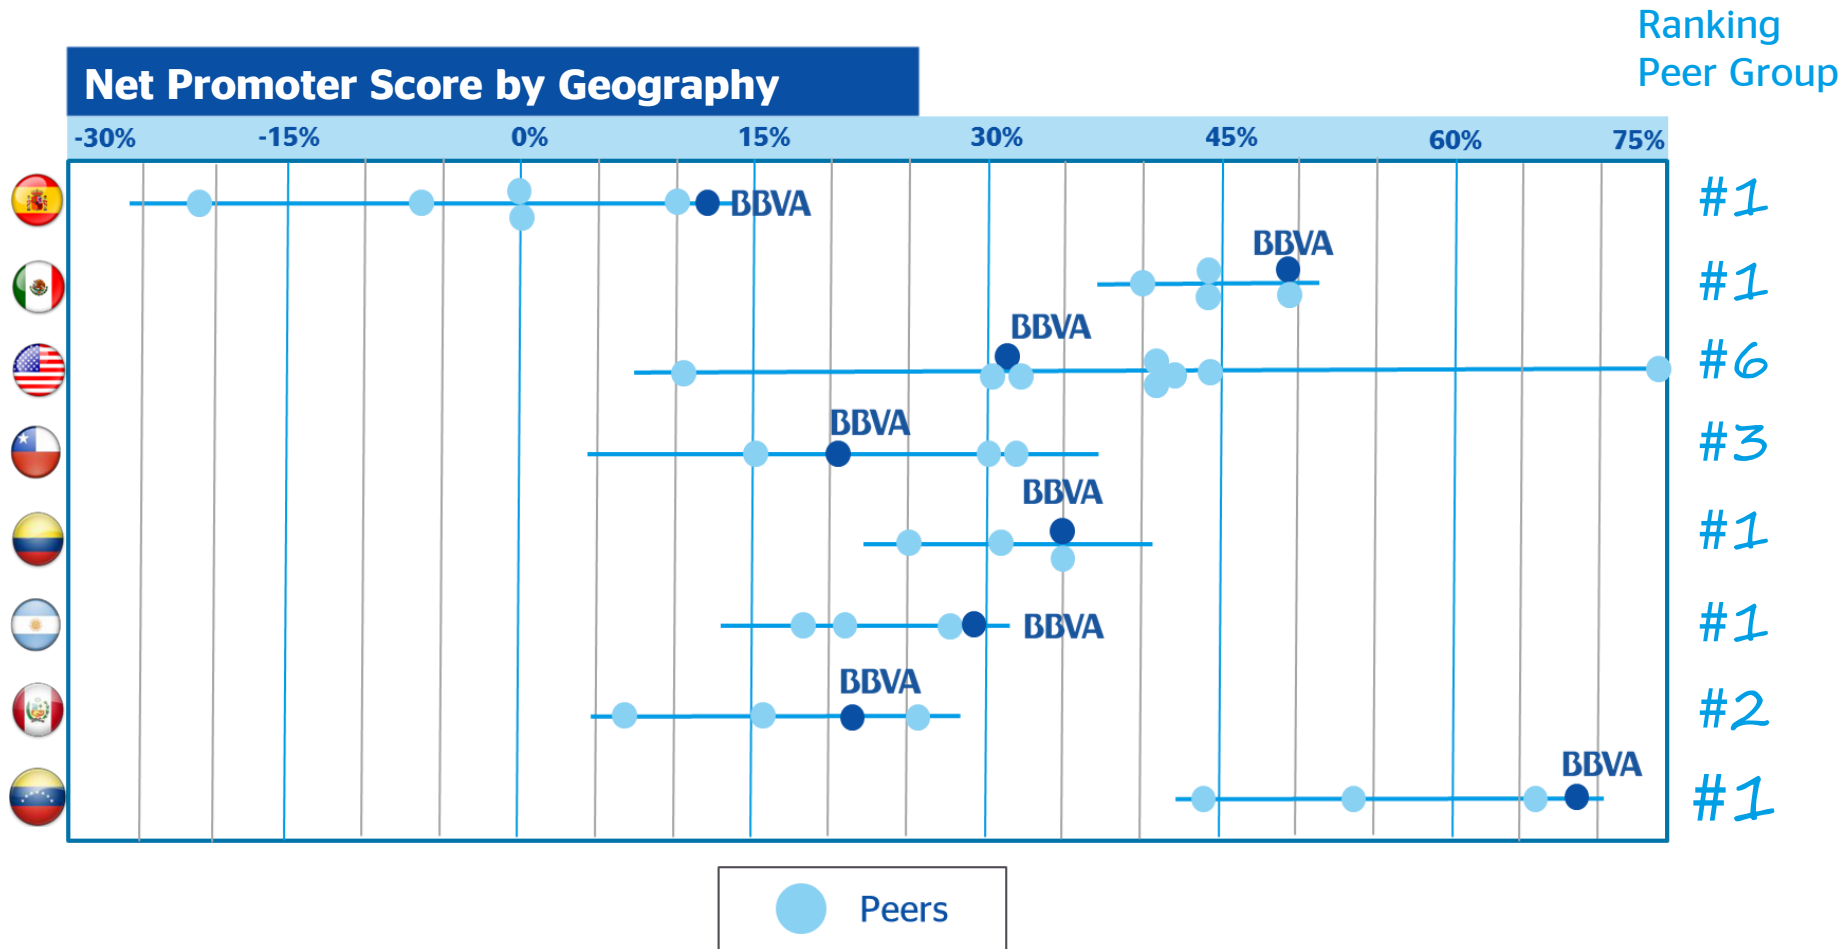 Ranking
Peer Group
Net Promoter Score by Geography
-30% -15% 0% 15% 30% 45% 60% 75%
BBVA #1
BBVA
#1
BBVA
#6
BBVA
#3
BBVA
#1
BBVA #1
BBVA
#2
BBVA
#1
Peers